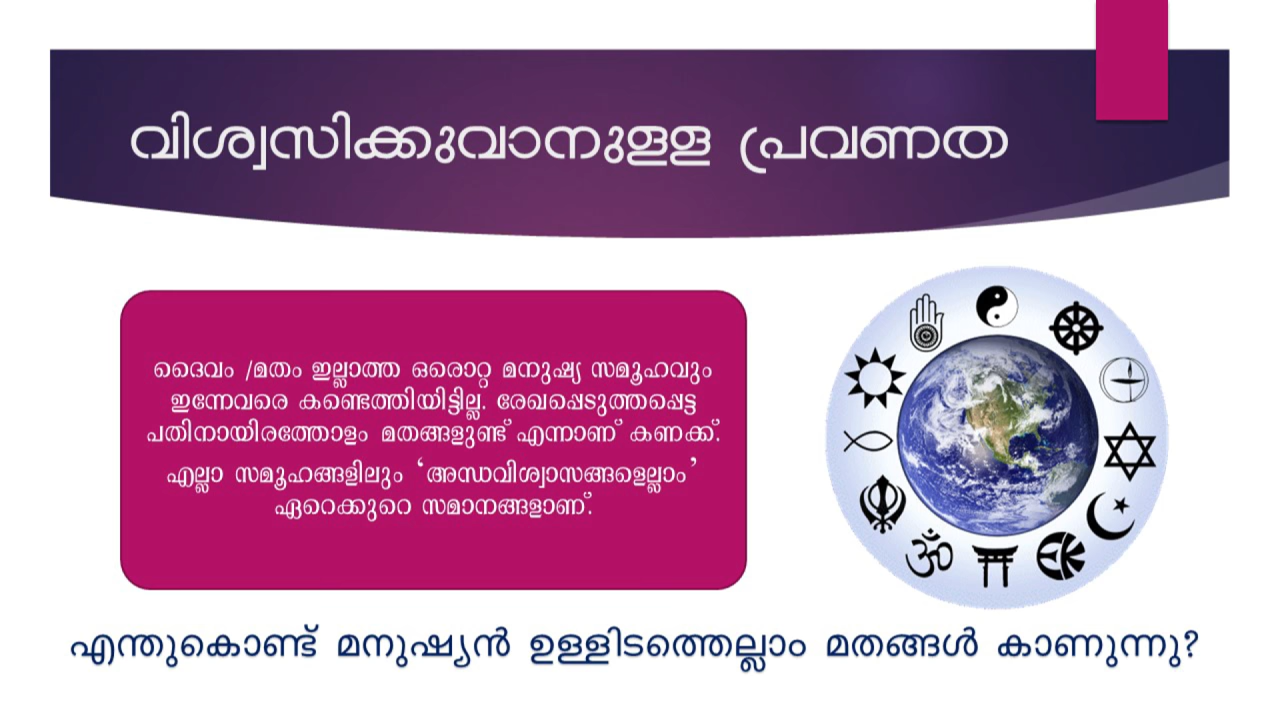 വിശ്വസിക്കുവാനുള്ള പ്രവണത
ദൈവം /മതം ഇല്ലാത്ത ഒരൊറ്റ മനുഷ്യ സമൂഹവും
ഇന്നേവരെ കണ്ടെത്തിയിട്ടില്ല. രേഖപ്പെടുത്തപ്പെട്ട
പതിനായിരത്തോളം മതങ്ങളുണ്ട് എന്നാണ് കണക്ക്.
എല്ലാ സമൂഹങ്ങളിലും ‘അന്ധവിശ്വാസങ്ങളെല്ലാം’
ഏറെക്കുറെ സമാനങ്ങളാണ്.
എന്തുകൊണ്ട് മനുഷ്യൻ ഉള്ളിടത്തെല്ലാം മതങ്ങൾ കാണുന്നു?